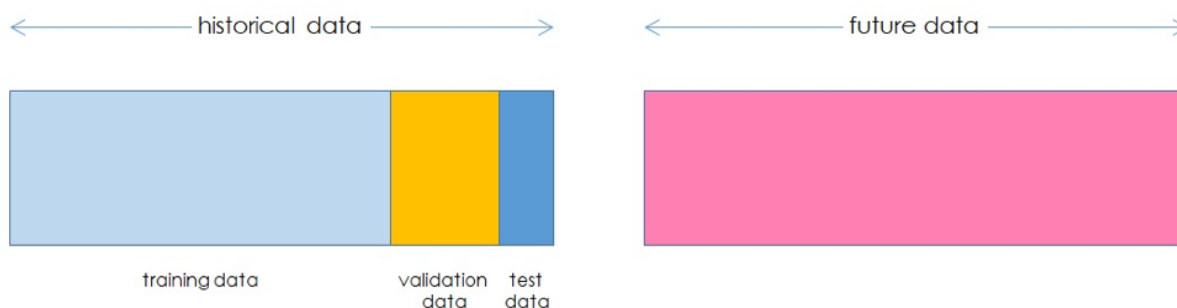 historical data
future data
training data
validation
data
test
data